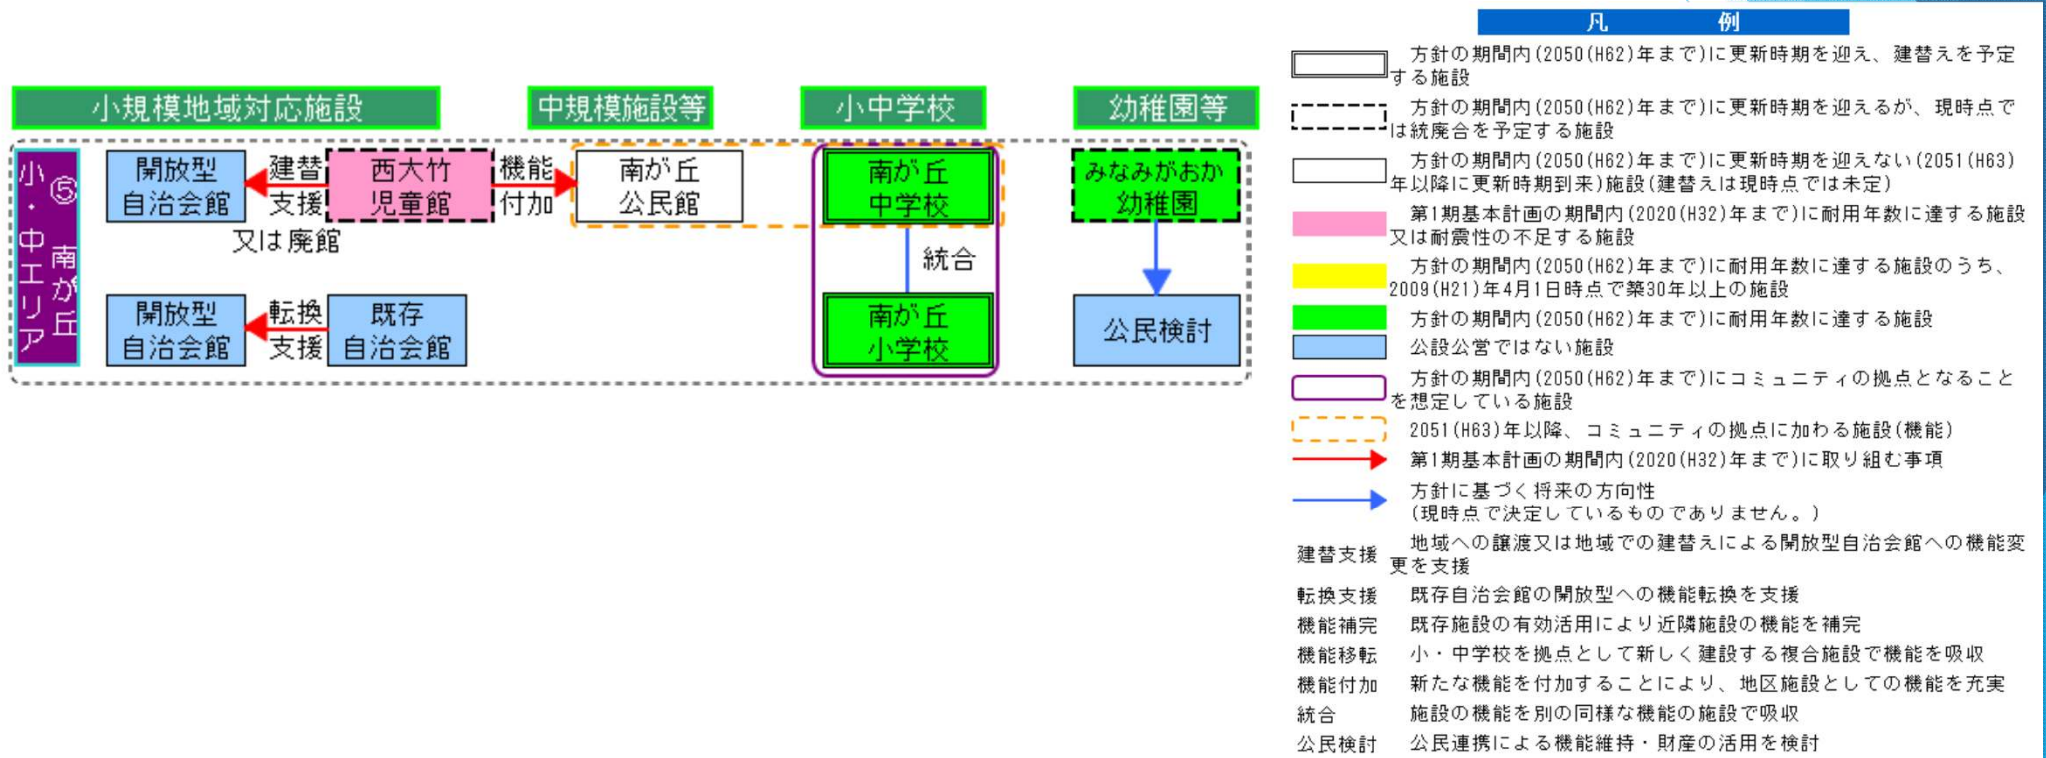 小規模地域対応施設
中規模施設等
小中学校
幼稚園等
小・中エリア
⑤ 南が丘
開放型
自治会館
建替
支援
又は廃館
西大竹
児童館
機能
付加
南が丘
公民館
南が丘
中学校
統合
南が丘
小学校
みなみがおか
幼稚園
公民検討
開放型
自治会館
転換
支援
既存
自治会館
凡 例
方針の期間内(2050(H62)年まで)に更新時期を迎え、建替えを予定
する施設
方針の期間内(2050(H62)年まで)に更新時期を迎えるが、現時点で
は統廃合を予定する施設
方針の期間内(2050(H62)年まで)に更新時期を迎えない(2051(H63)
年以降に更新時期到来)施設(建替えは現時点では未定)
第1期基本計画の期間内(2020(H32)年まで)に耐用年数に達する施設
又は耐震性の不足する施設
方針の期間内(2050(H62)年まで)に耐用年数に達する施設のうち、
2009(H21)年4月1日時点で築30年以上の施設
方針の期間内(2050(H62)年まで)に耐用年数に達する施設
公設公営ではない施設
方針の期間内(2050(H62)年まで)にコミュニティの拠点となること
を想定している施設
2051(H63)年以降、コミュニティの拠点に加わる施設(機能)
第1期基本計画の期間内(2020(H32)年まで)に取り組む事項
方針に基づく将来の方向性
(現時点で決定しているものでありません。)
建替支援 地域への譲渡又は地域での建替えによる開放型自治会館への機能変
更を支援
転換支援 既存自治会館の開放型への機能転換を支援
機能補完 既存施設の有効活用により近隣施設の機能を補完
機能移転 小・中学校を拠点として新しく建設する複合施設で機能を吸収
機能付加 新たな機能を付加することにより、地区施設としての機能を充実
統合 施設の機能を別の同様な機能の施設で吸収
公民検討 公民連携による機能維持・財産の活用を検討